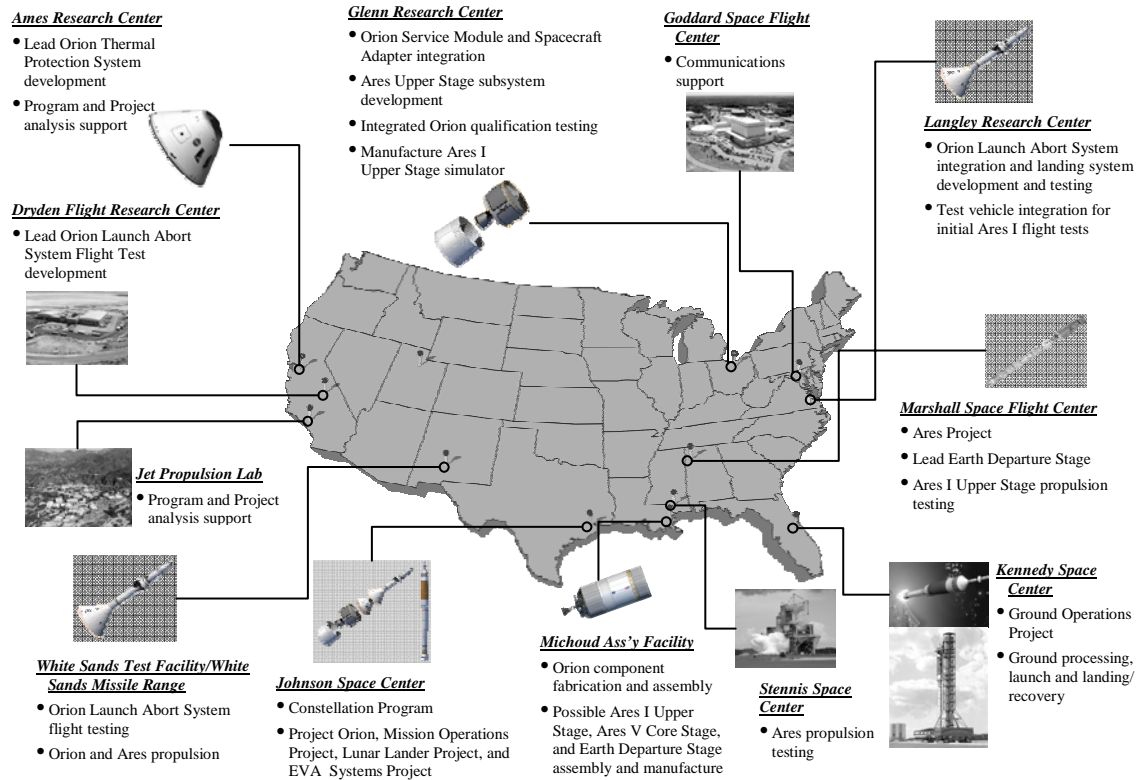 Ames Research Center
• Lead Orion Thermal
Protection System
development
• Program and Project
analysis support
Glenn Research Center
• Orion Service Module and Spacecraft
Adapter integration
• Ares Upper Stage subsystem
development
• Integrated Orion qualification testing
• Manufacture Ares I
Upper Stage simulator
Goddard Space Flight
Center
• Communications
support
Langley Research Center
• Orion Launch Abort System
integration and landing system
development and testing
• Test vehicle integration for
initial Ares I flight tests
Dryden Flight Research Center
• Lead Orion Launch Abort
System Flight Test
development
Marshall Space Flight Center
• Ares Project
• Lead Earth Departure Stage
• Ares I Upper Stage propulsion
testing
Jet Propulsion Lab
• Program and Project
analysis support
White Sands Test Facility/White
Sands Missile Range
• Orion Launch Abort System
flight testing
• Orion and Ares propulsion
Johnson Space Center
• Constellation Program
• Project Orion, Mission Operations
Project, Lunar Lander Project, and
EVA Systems Project
Michoud Ass'y Facility
• Orion component
fabrication and assembly
• Possible Ares I Upper
Stage, Ares V Core Stage,
and Earth Departure Stage
assembly and manufacture
Stennis Space
Center
• Ares propulsion
testing
Kennedy Space
Center
• Ground Operations
Project
• Ground processing,
launch and landing/
recovery